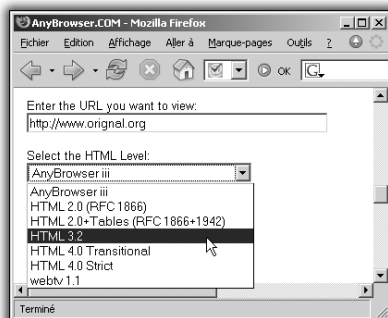 AnyBrowser.COM - Mozilla Firefox
Fichier Edition Affichage Aller à Marque-pages Outils ?
OK G
Enter the URL you want to view:
http://www.orignal.org
Select the HTML Level:
AnyBrowser iii
AnyBrowser iii
HTML 2.0 (RFC 1866)
HTML 2.0+Tables (RFC 1866+1942)
HTML 3.2
HTML 4.0 Transitional
HTML 4.0 Strict
webtv 1.1
Terminé